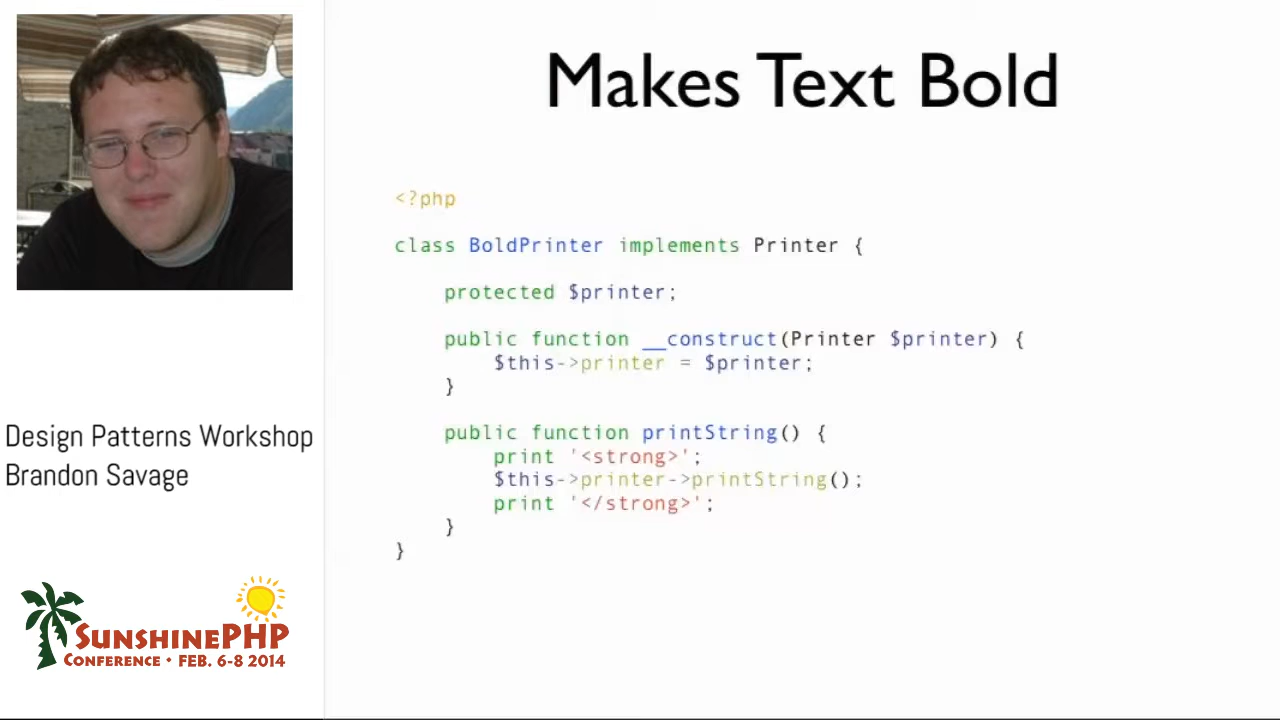 Makes Text Bold
<?php
class BoldPrinter implements Printer {
protected $printer;
public function __construct(Printer $printer) {
$this->printer = $printer;
}
public function printString() {
print '<strong>';
$this->printer->printString();
print '</strong>';
}
}
Design Patterns Workshop
Brandon Savage
SUNSHINEPHP
CONFERENCE • FEB. 6-8 2014